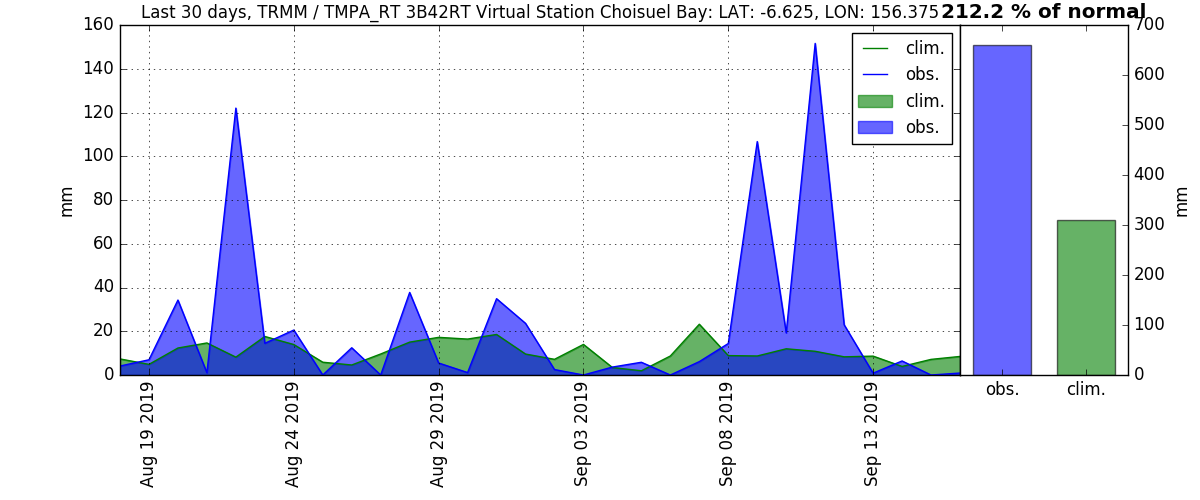 Last 30 days, TRMM / TMPA_RT 3B42RT Virtual Station Choisuel Bay: LAT: -6.625, LON: 156.375 212.2 % of normal
160
140
120
100
80
60
40
20
0
mm
clim.
obs.
clim.
obs.
Aug 19 2019
Aug 24 2019
Aug 29 2019
Sep 03 2019
Sep 08 2019
Sep 13 2019
700
600
500
400
300
200
100
0
mm
obs. clim.